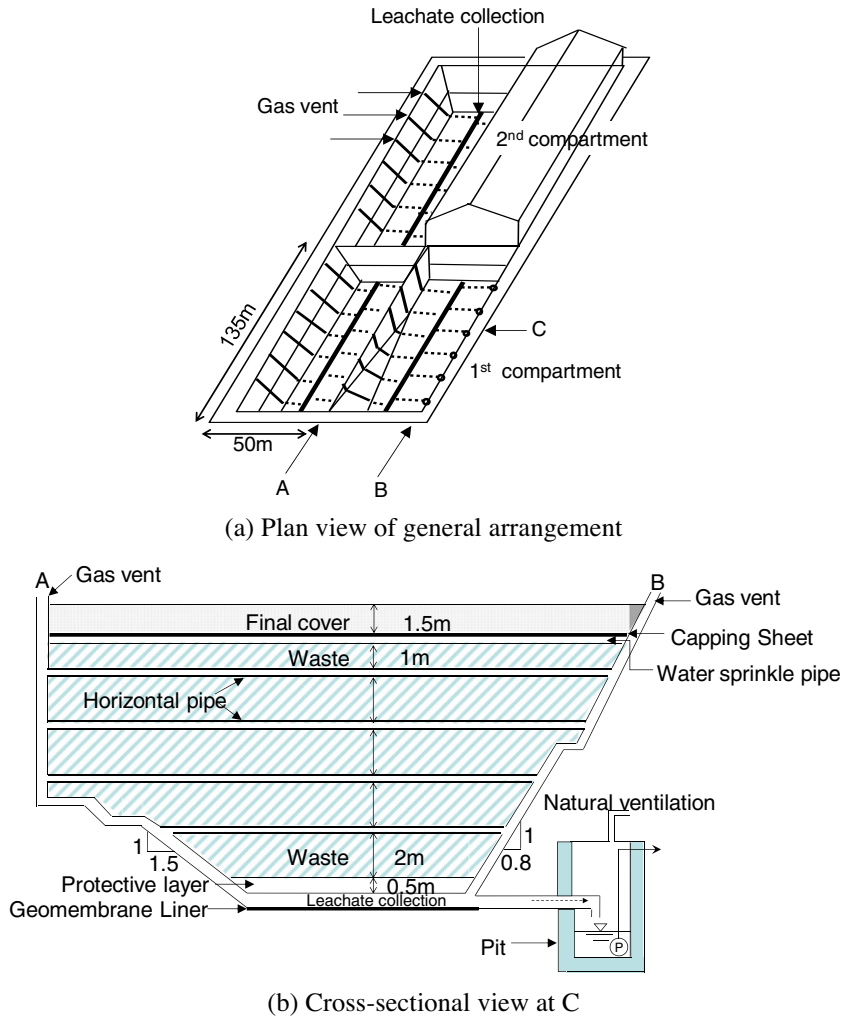 Leachate collection
Gas vent
2nd compartment
135m
C
1st compartment
50m
A
B
(a) Plan view of general arrangement
A
Gas vent
B
Gas vent
Final cover
1.5m
Capping Sheet
Waste
1m
Water sprinkle pipe
Horizontal pipe
Natural ventilation
1
1.5
1
0.8
Waste
2m
Protective layer
0.5m
Geomembrane Liner
Leachate collection
Pit
P
(b) Cross-sectional view at C